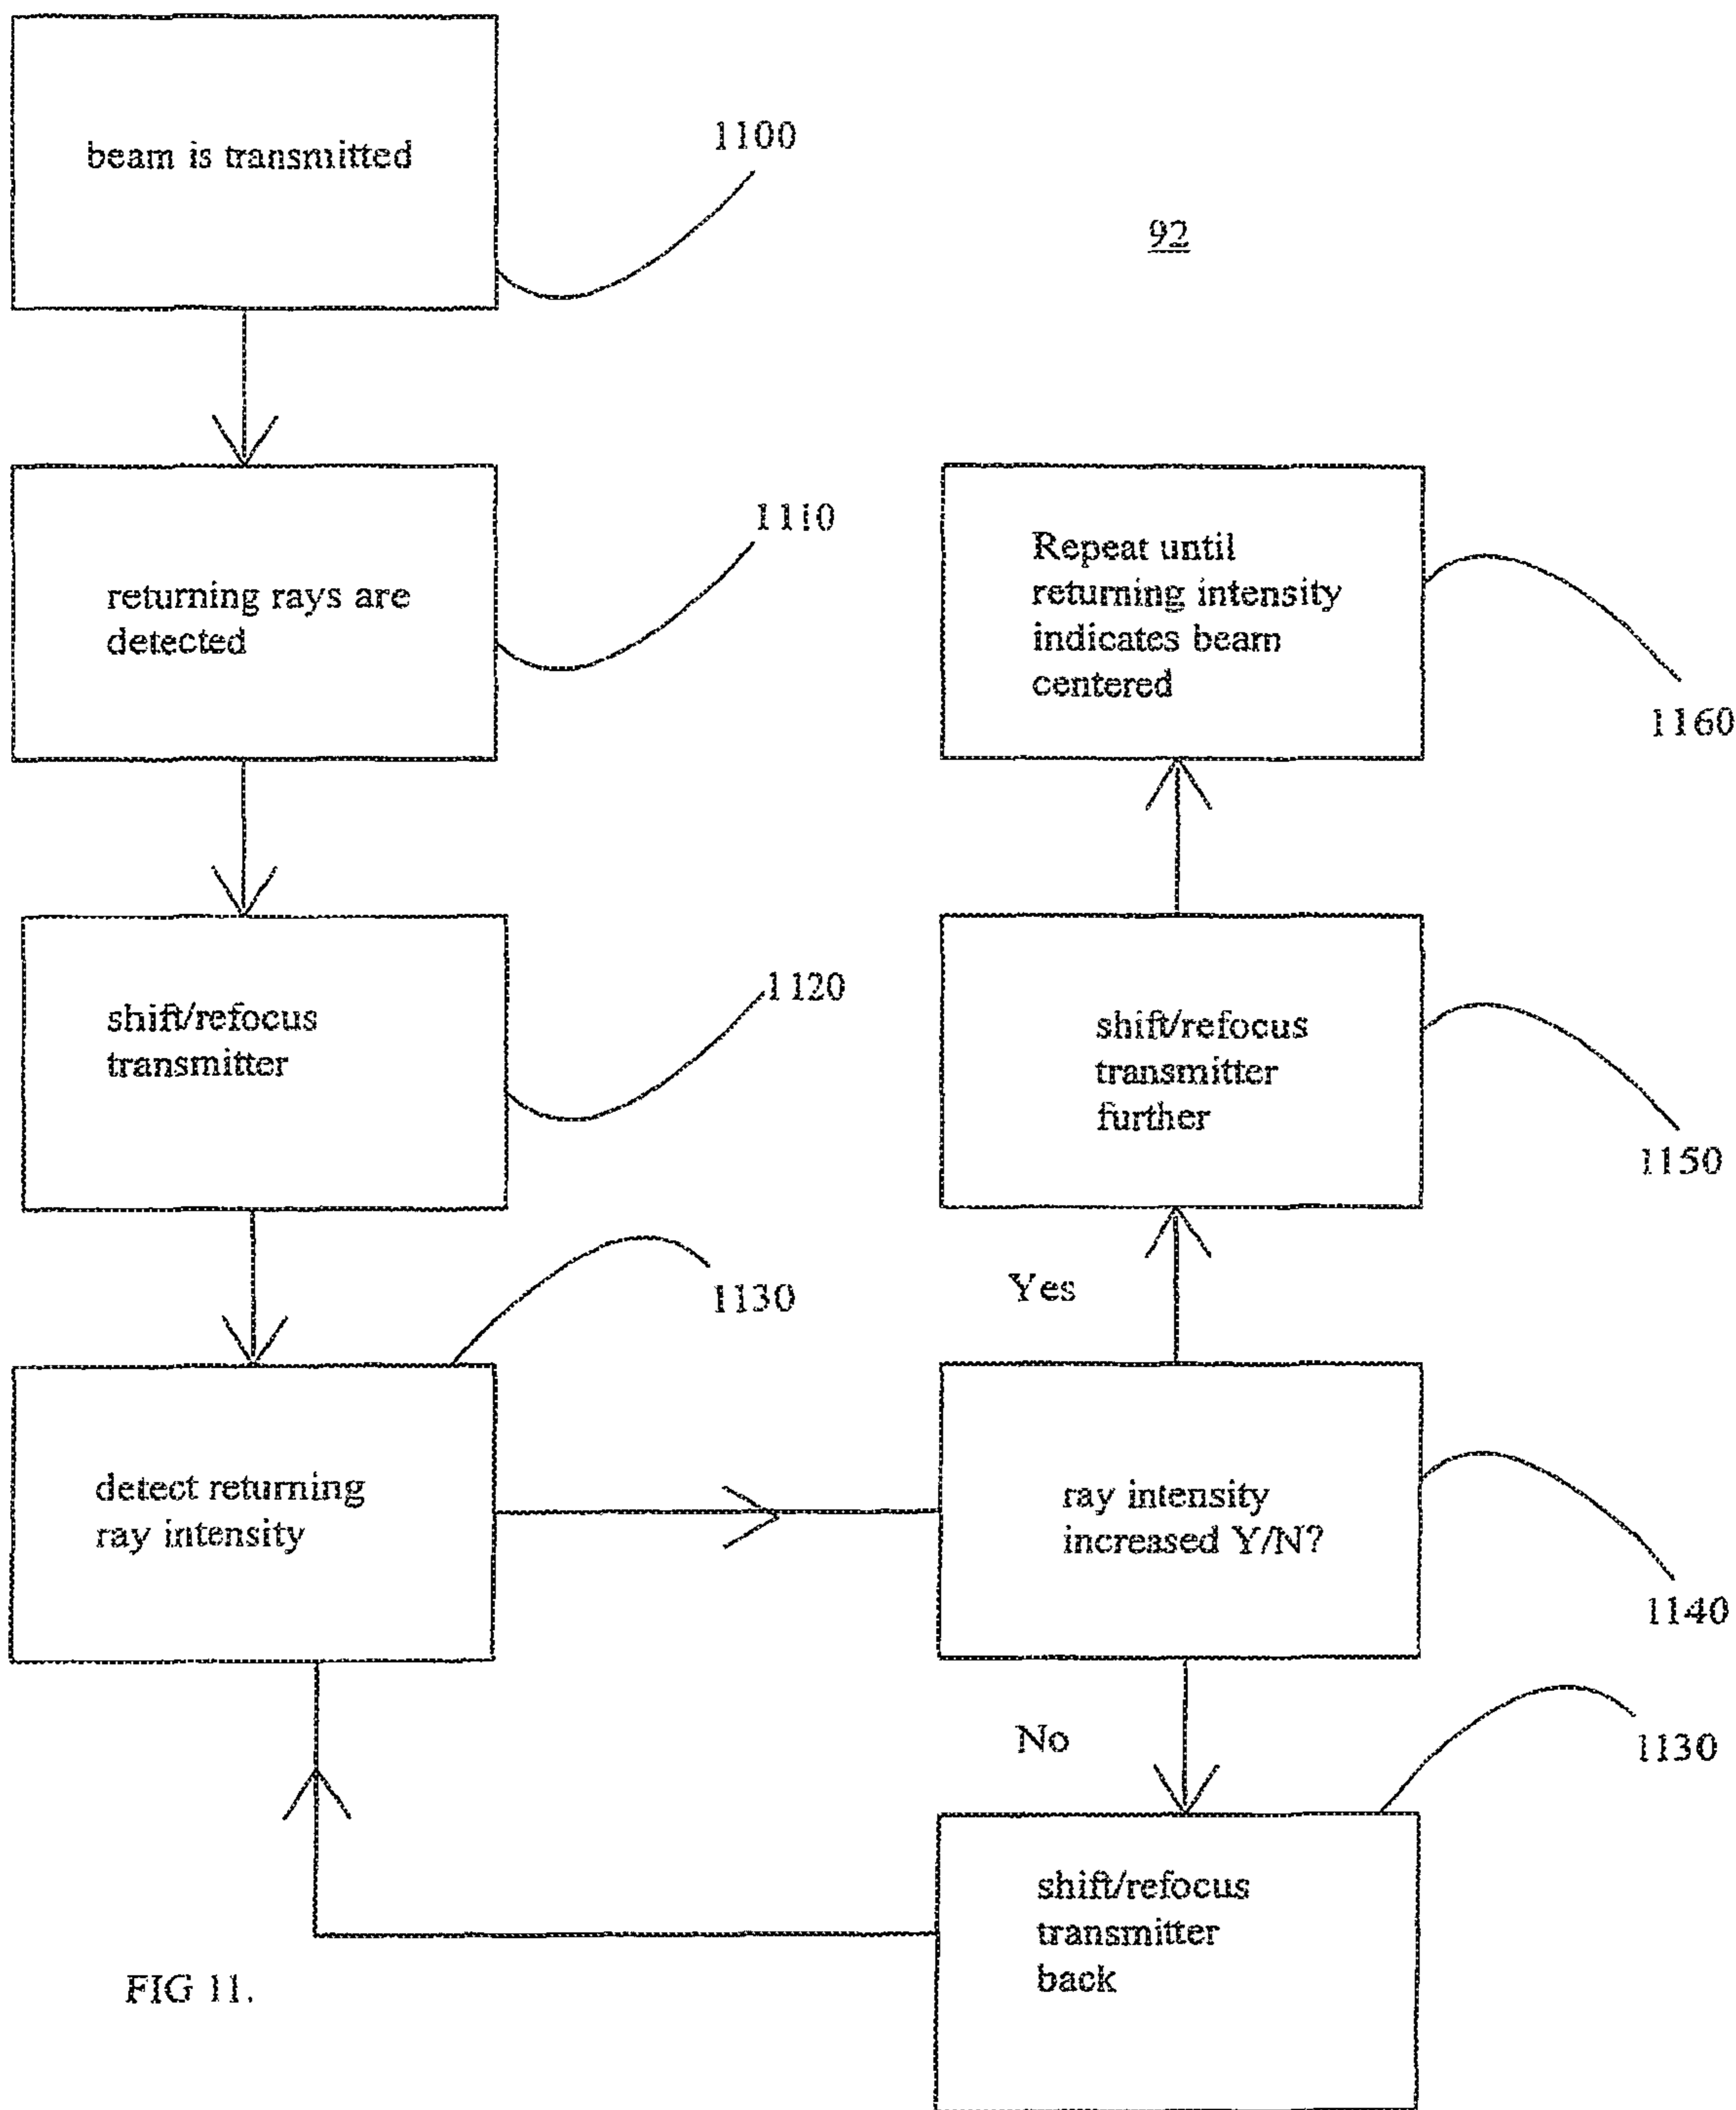 beam is transmitted
1100
92
returning rays are
detected
1110
shift/refocus
transmitter
1120
detect returning
ray intensity
1130
ray intensity
increased Y/N?
1140
Yes
shift/refocus
transmitter
further
1150
Repeat until
returning intensity
indicates beam
centered
1160
No
shift/refocus
transmitter
back
1130
FIG 11.